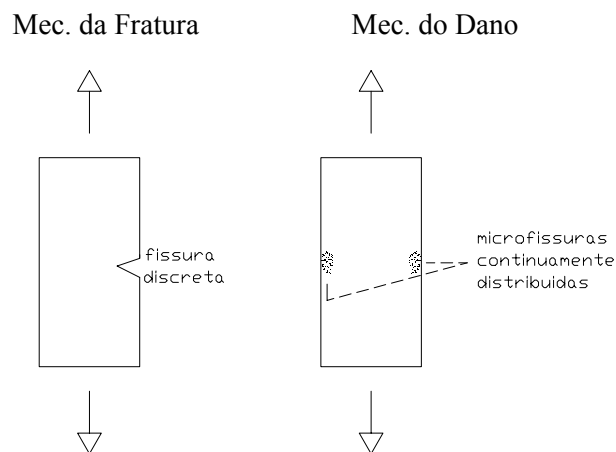 Mec. da Fratura
Mec. do Dano
fissura
discreta
microfissuras
continuamente
distribuidas